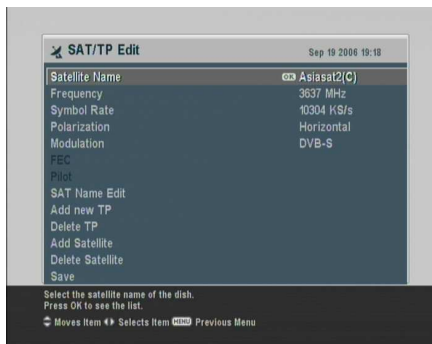 SAT/TP Edit Sep 19 2006 19:18
Satellite Name OK Asiasat2(C)
Frequency 3637 MHz
Symbol Rate 10304 KS/s
Polarization Horizontal
Modulation DVB-S
FEC
Pilot
SAT Name Edit
Add new TP
Delete TP
Add Satellite
Delete Satellite
Save
Select the satellite name of the dish.
Press OK to see the list.
Moves Item Selects Item MENU Previous Menu